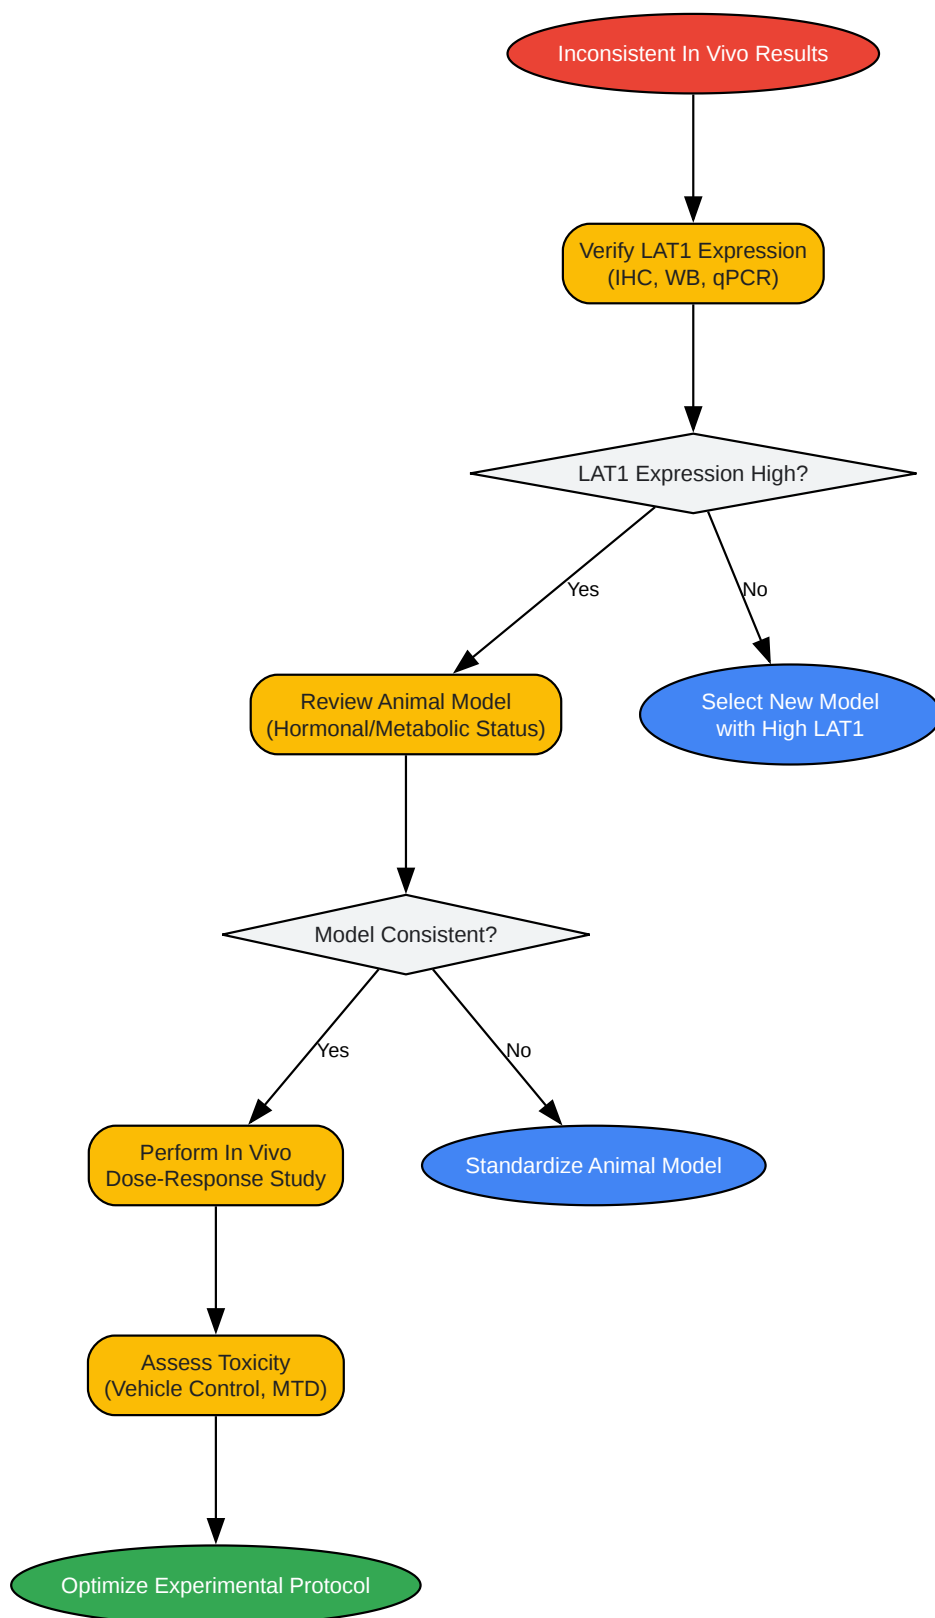 Inconsistent In Vivo Results
Verify LAT1 Expression
(IHC, WB, qPCR)
LAT1 Expression High?
Yes
No
Review Animal Model
(Hormonal/Metabolic Status)
Select New Model
with High LAT1
Model Consistent?
Yes
No
Perform In Vivo
Dose-Response Study
Standardize Animal Model
Assess Toxicity
(Vehicle Control, MTD)
Optimize Experimental Protocol